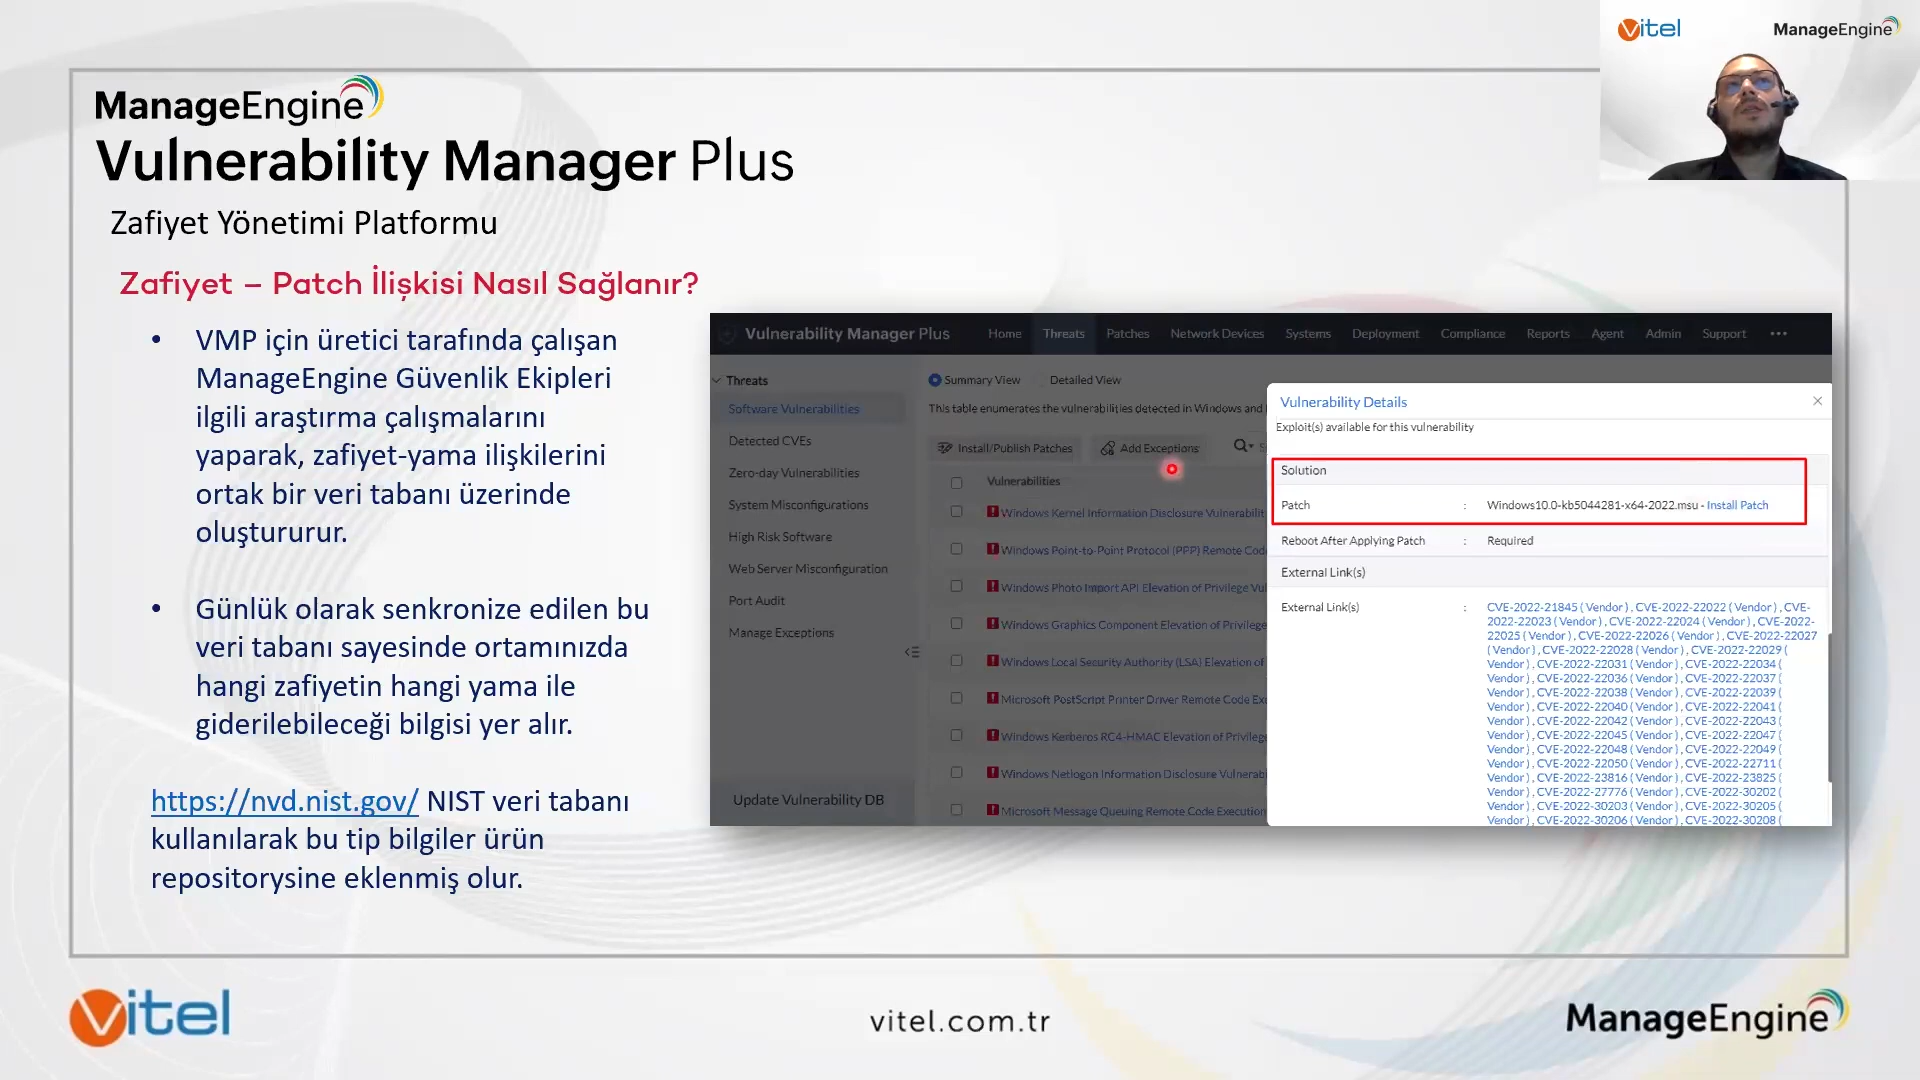 vitel
ManageEngine
ManageEngine
Vulnerability Manager Plus
Zafiyet Yönetimi Platformu
Zafiyet – Patch İlişkisi Nasıl Sağlanır?
• VMP için üretici tarafında çalışan
ManageEngine Güvenlik Ekipleri
ilgili araştırma çalışmalarını
yaparak, zafiyet-yama ilişkilerini
ortak bir veri tabanı üzerinde
oluştururur.
• Günlük olarak senkronize edilen bu
veri tabanı sayesinde ortamınızda
hangi zafiyetin hangi yama ile
giderilebileceği bilgisi yer alır.
https://nvd.nist.gov/ NIST veri tabanı
kullanılarak bu tip bilgiler ürün
repositorysine eklenmiş olur.
Vulnerability Manager Plus Home Threats Patches Network Devices Systems Deployment Compliance Reports Agent Admin Support •••
Threats
Software Vulnerabilities
Detected CVEs
Zero-day Vulnerabilities
System Misconfigurations
High Risk Software
Web Server Misconfiguration
Port Audit
Manage Exceptions
Update Vulnerability DB
Summary View Detailed View
This table enumerates the vulnerabilities detected in Windows and
Install/Publish Patches Add Exceptions
Vulnerabilities
Windows Kernel Information Disclosure Vulnerabilit
Windows Point-to-Point Protocol (PPP) Remote Cod
Windows Photo Import API Elevation of Privilege Vul
Windows Graphics Component Elevation of Privilege
Windows Local Security Authority (LSA) Elevation of
Microsoft PostScript Printer Driver Remote Code Exe
Windows Kerberos RC4-HMAC Elevation of Privilege
Windows Netlogon Information Disclosure Vulnerabi
Microsoft Message Queuing Remote Code Execution
Vulnerability Details
Exploit(s) available for this vulnerability
Solution
Patch : Windows10.0-kb5044281-x64-2022.msu - Install Patch
Reboot After Applying Patch : Required
External Link(s)
External Link(s) : CVE-2022-21845 ( Vendor ) , CVE-2022-22022 ( Vendor ) , CVE-
2022-22023 ( Vendor ) , CVE-2022-22024 ( Vendor ) , CVE-2022-
22025 ( Vendor ) , CVE-2022-22026 ( Vendor ) , CVE-2022-22027
( Vendor ) , CVE-2022-22028 ( Vendor ) , CVE-2022-22029 (
Vendor ) , CVE-2022-22031 ( Vendor ) , CVE-2022-22034 (
Vendor ) , CVE-2022-22036 ( Vendor ) , CVE-2022-22037 (
Vendor ) , CVE-2022-22038 ( Vendor ) , CVE-2022-22039 (
Vendor ) , CVE-2022-22040 ( Vendor ) , CVE-2022-22041 (
Vendor ) , CVE-2022-22042 ( Vendor ) , CVE-2022-22043 (
Vendor ) , CVE-2022-22045 ( Vendor ) , CVE-2022-22047 (
Vendor ) , CVE-2022-22048 ( Vendor ) , CVE-2022-22049 (
Vendor ) , CVE-2022-22050 ( Vendor ) , CVE-2022-22711 (
Vendor ) , CVE-2022-23816 ( Vendor ) , CVE-2022-23825 (
Vendor ) , CVE-2022-27776 ( Vendor ) , CVE-2022-30202 (
Vendor ) , CVE-2022-30203 ( Vendor ) , CVE-2022-30205 (
Vendor ) , CVE-2022-30206 ( Vendor ) , CVE-2022-30208 (
vitel
vitel.com.tr
ManageEngine